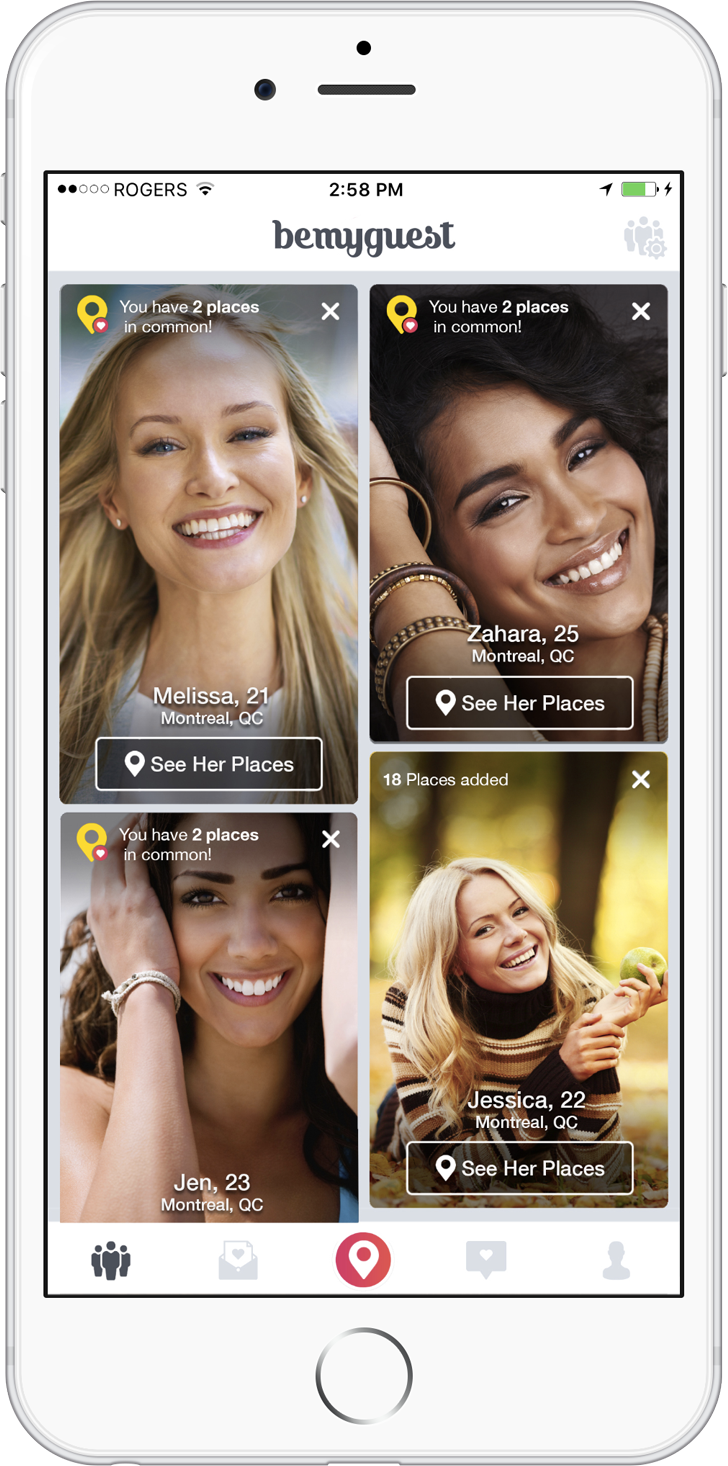 ROGERS
2:58 PM
bemyguest
You have 2 places
in common!
Melissa, 21
Montreal, QC
See Her Places
You have 2 places
in common!
Zahara, 25
Montreal, QC
See Her Places
You have 2 places
in common!
Jen, 23
Montreal, QC
18 Places added
Jessica, 22
Montreal, QC
See Her Places